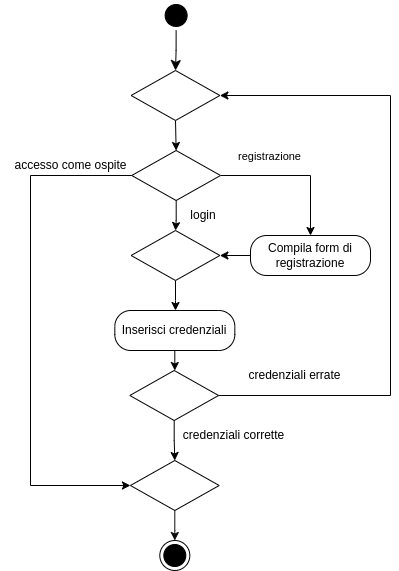 accesso come ospite
registrazione
login
Compila form di
registrazione
Inserisci credenziali
credenziali errate
credenziali corrette